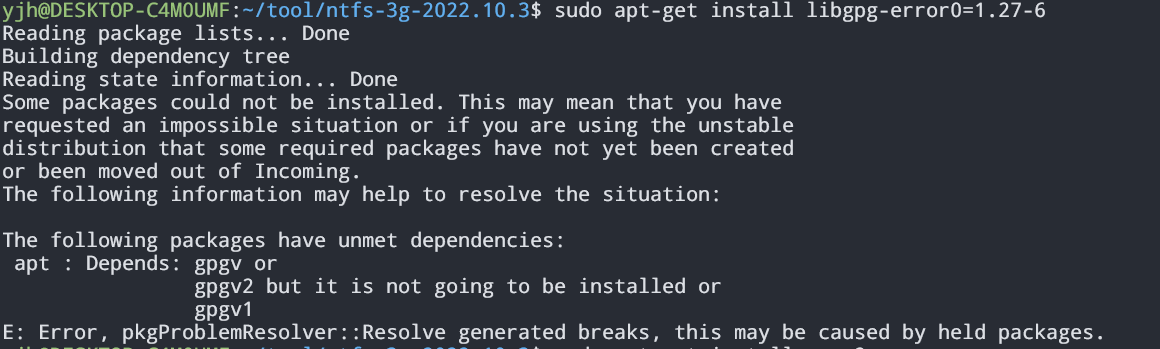 yjh@DESKTOP-C4M0UMF:~/tool/ntfs-3g-2022.10.3$ sudo apt-get install libgpg-error0=1.27-6
Reading package lists... Done
Building dependency tree
Reading state information... Done
Some packages could not be installed. This may mean that you have
requested an impossible situation or if you are using the unstable
distribution that some required packages have not yet been created
or been moved out of Incoming.
The following information may help to resolve the situation:

The following packages have unmet dependencies:
 apt : Depends: gpgv or
                gpgv2 but it is not going to be installed or
                gpgv1
E: Error, pkgProblemResolver::Resolve generated breaks, this may be caused by held packages.